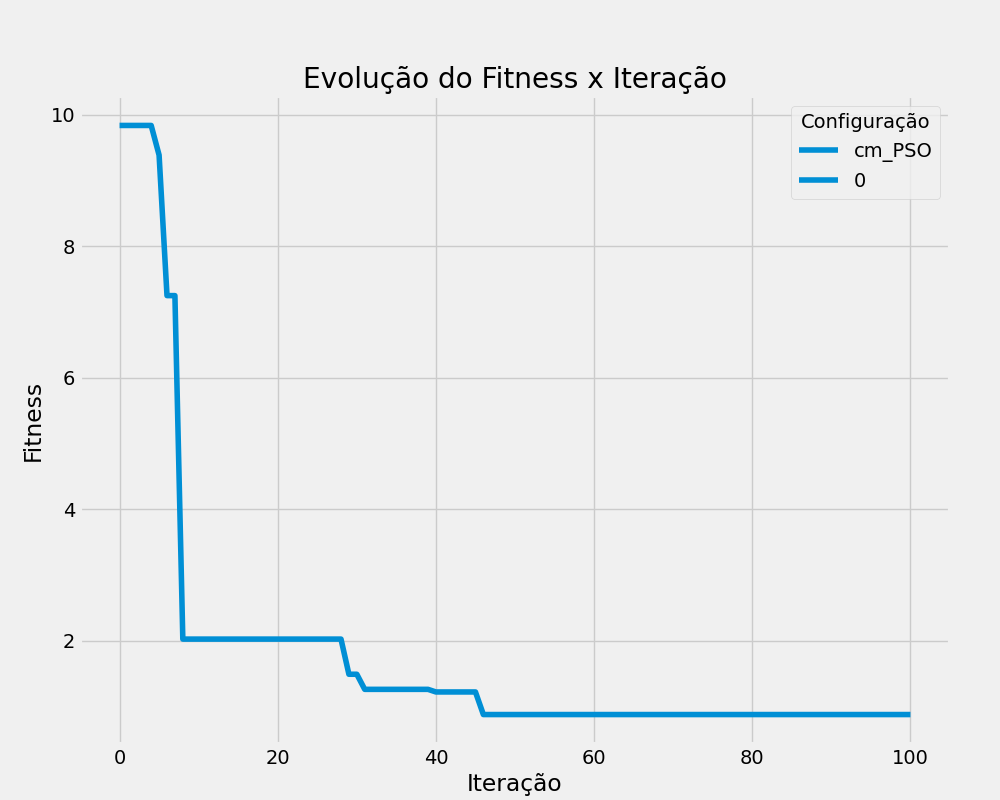 Evolução do Fitness x Iteração
Configuração
cm_PSO
0
10
8
6
4
2
Fitness
0 20 40 60 80 100
Iteração